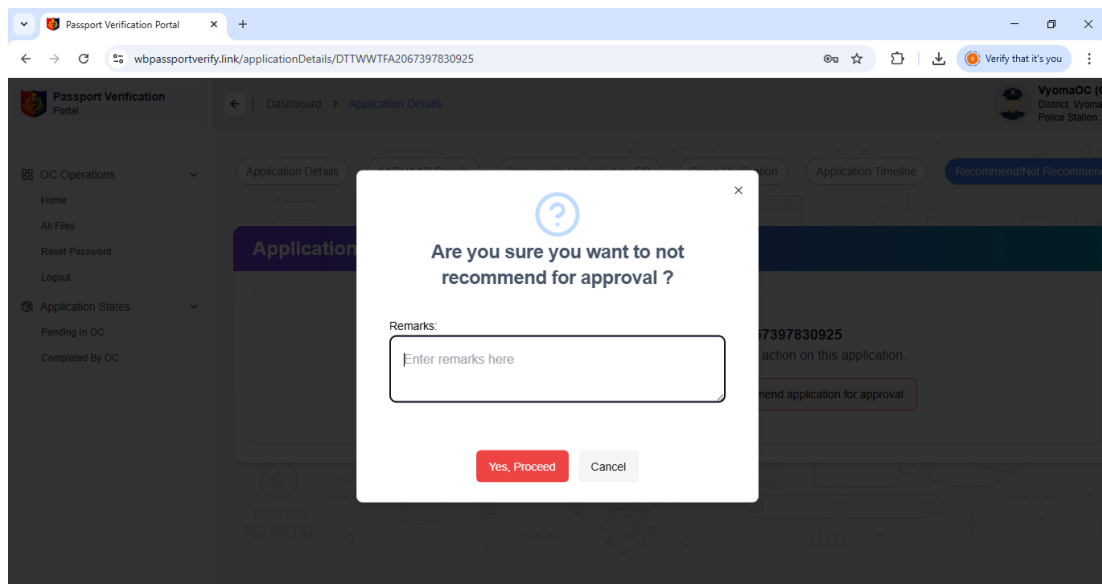 Passport Verification Portal
wbpassportverify.link/applicationDetails/DTTWWTFA2067397830925
Verify that it's you
Passport Verification
Portal
Dashboard > Application Details
VyomaOC (
District: Vyoma
Police Station:
OC Operations
Home
All Files
Reset Password
Logout
Application States
Pending In OC
Completed By OC
Application Details
Application Timeline
Recommend/Not Recommen
Application
Are you sure you want to not
recommend for approval ?
Remarks:
Enter remarks here
67397830925
action on this application.
mend application for approval
Yes, Proceed
Cancel